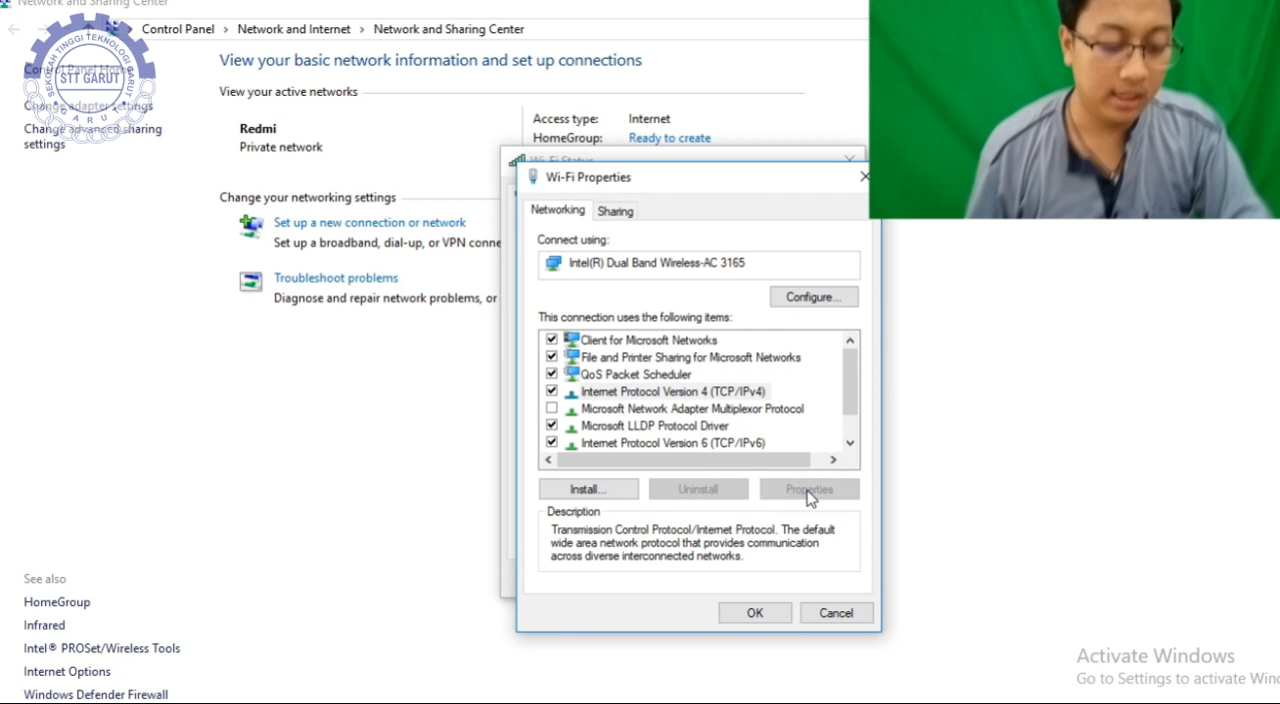 Network and Sharing Center
Control Panel > Network and Internet > Network and Sharing Center
SEKOLAH TINGGI TEKNOLOGI
STT GARUT
GARUT
Control Panel Home
Change adapter settings
Change advanced sharing
settings
View your basic network information and set up connections
View your active networks
Redmi
Private network
Access type: Internet
HomeGroup: Ready to create
Change your networking settings
Set up a new connection or network
Set up a broadband, dial-up, or VPN conne
Troubleshoot problems
Diagnose and repair network problems, or
Wi-Fi Status
Wi-Fi Properties
Networking
Sharing
Connect using:
Intel(R) Dual Band Wireless-AC 3165
Configure...
This connection uses the following items:
Client for Microsoft Networks
File and Printer Sharing for Microsoft Networks
QoS Packet Scheduler
Internet Protocol Version 4 (TCP/IPv4)
Microsoft Network Adapter Multiplexor Protocol
Microsoft LLDP Protocol Driver
Internet Protocol Version 6 (TCP/IPv6)
Install...
Uninstall
Properties
Description
Transmission Control Protocol/Internet Protocol. The default
wide area network protocol that provides communication
across diverse interconnected networks.
OK
Cancel
See also
HomeGroup
Infrared
Intel® PROSet/Wireless Tools
Internet Options
Windows Defender Firewall
Activate Windows
Go to Settings to activate Win